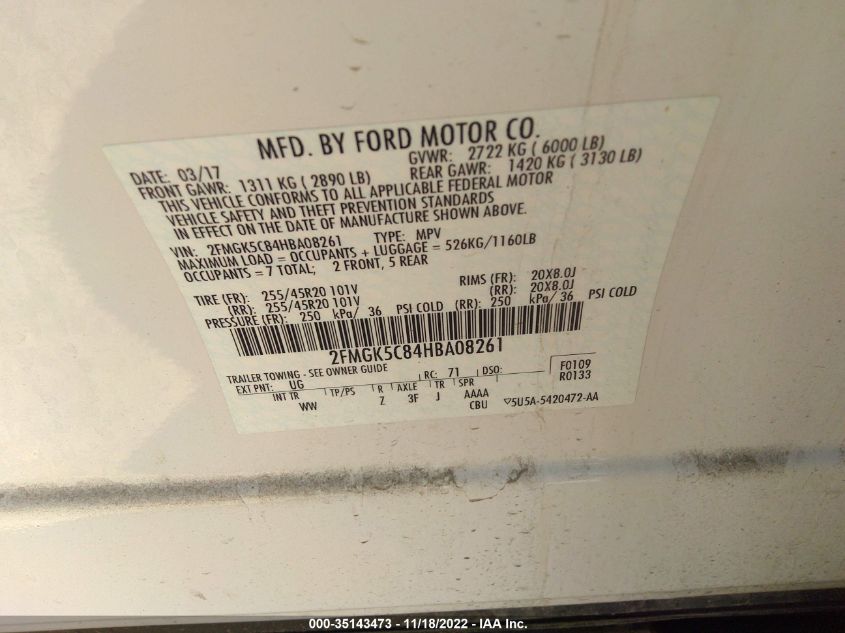 MFD. BY FORD MOTOR CO.
DATE: 03/17 GVWR: 2722 KG ( 6000 LB)
FRONT GAWR: 1311 KG ( 2890 LB) REAR GAWR: 1420 KG ( 3130 LB)
THIS VEHICLE CONFORMS TO ALL APPLICABLE FEDERAL MOTOR
VEHICLE SAFETY AND THEFT PREVENTION STANDARDS
IN EFFECT ON THE DATE OF MANUFACTURE SHOWN ABOVE.
VIN: 2FMGK5C84HBA08261 TYPE: MPV
MAXIMUM LOAD = OCCUPANTS + LUGGAGE = 526KG/1160LB
OCCUPANTS = 7 TOTAL; 2 FRONT, 5 REAR
TIRE (FR): 255/45R20 101V RIMS (FR): 20X8.0J
(RR): 255/45R20 101V (RR): 20X8.0J
PRESSURE (FR): 250 kPa/ 36 PSI COLD (RR): 250 kPa/ 36 PSI COLD
2FMGK5C84HBA08261
TRAILER TOWING - SEE OWNER GUIDE F0109
EXT PNT: UG RC: 71 DSO: R0133
INT TR TP/PS R AXLE TR SPR
WW Z 3F J AAAA
CBU ▽5U5A-5420472-AA
000-35143473 - 11/18/2022 - IAA Inc.